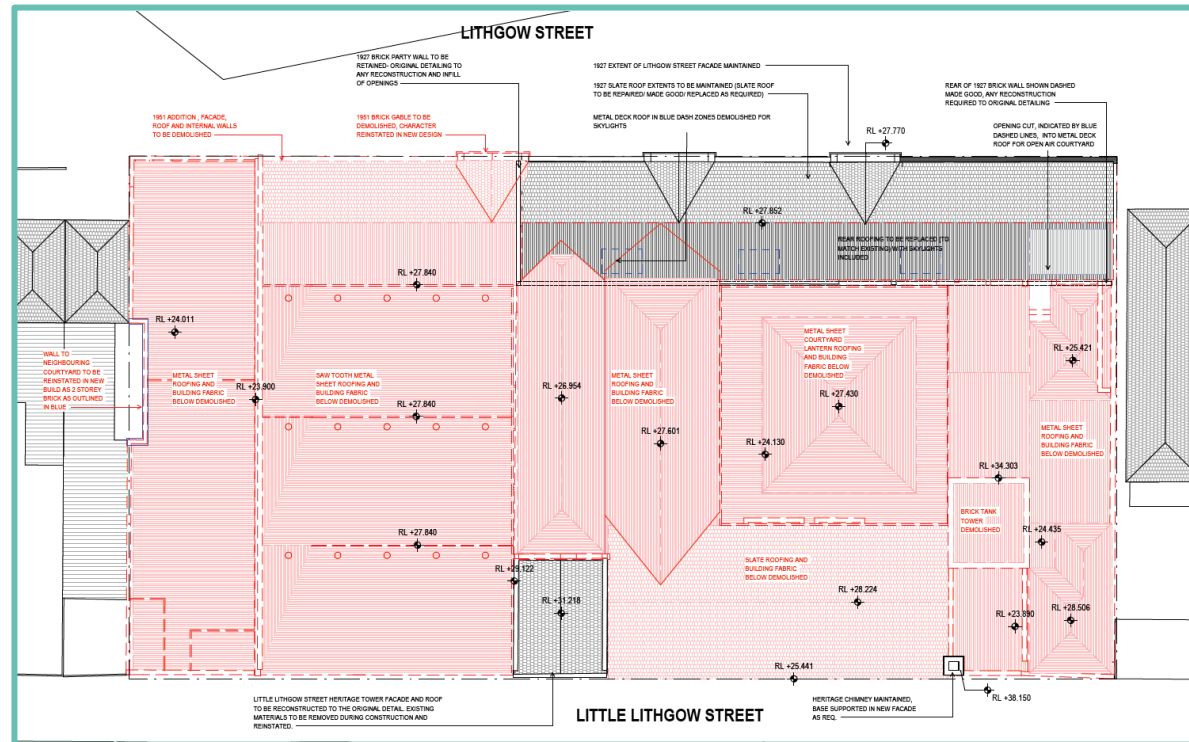 LITHGOW STREET
1927 BRICK PARTY WALL TO BE
RETAINED- ORIGINAL DETAILING TO
ANY RECONSTRUCTION AND INFILL
OF OPENINGS
1927 EXTENT OF LITHGOW STREET FACADE MAINTAINED
1927 SLATE ROOF EXTENTS TO BE MAINTAINED (SLATE ROOF
TO BE REPAIRED/ MADE GOOD/ REPLACED AS REQUIRED)
METAL DECK ROOF IN BLUE DASH ZONES DEMOLISHED FOR
SKYLIGHTS
REAR OF 1927 BRICK WALL SHOWN DASHED
MADE GOOD, ANY RECONSTRUCTION
REQUIRED TO ORIGINAL DETAILING
OPENING CUT, INDICATED BY BLUE
DASHED LINES, INTO METAL DECK
ROOF FOR OPEN AIR COURTYARD
1951 ADDITION , FACADE,
ROOF AND INTERNAL WALLS
TO BE DEMOLISHED
1951 BRICK GABLE TO BE
DEMOLISHED, CHARACTER
REINSTATED IN NEW DESIGN
RL +27.770
RL +27.652
REAR ROOFING TO BE REPLACED [TO
MATCH EXISTING) WITH SKYLIGHTS
INCLUDED
RL +27.840
RL +24.011
WALL TO
NEIGHBOURING
COURTYARD TO BE
REINSTATED IN NEW
BUILD AS 2 STOREY
BRICK AS OUTLINED
IN BLUE
METAL SHEET
ROOFING AND
BUILDING FABRIC
BELOW DEMOLISHED
RL +23.900
SAW TOOTH METAL
SHEET ROOFING AND
BUILDING FABRIC
BELOW DEMOLISHED
RL +27.840
RL +26.954
METAL SHEET
ROOFING AND
BUILDING FABRIC
BELOW DEMOLISHED
RL +27.601
METAL SHEET
COURTYARD
LANTERN ROOFING
AND BUILDING
FABRIC BELOW
DEMOLISHED
RL +27.430
RL +24.130
RL +25.421
METAL SHEET
ROOFING AND
BUILDING FABRIC
BELOW DEMOLISHED
RL +34.303
BRICK TANK
TOWER
DEMOLISHED
RL +24.435
RL +27.840
RL +29.122
RL +31.218
SLATE ROOFING AND
BUILDING FABRIC
BELOW DEMOLISHED
RL +28.224
RL +23.890
RL +28.506
RL +25.441
RL +38.150
LITTLE LITHGOW STREET HERITAGE TOWER FACADE AND ROOF
TO BE RECONSTRUCTED TO THE ORIGINAL DETAIL. EXISTING
MATERIALS TO BE REMOVED DURING CONSTRUCTION AND
REINSTATED.
LITTLE LITHGOW STREET
HERITAGE CHIMNEY MAINTAINED,
BASE SUPPORTED IN NEW FACADE
AS REQ.